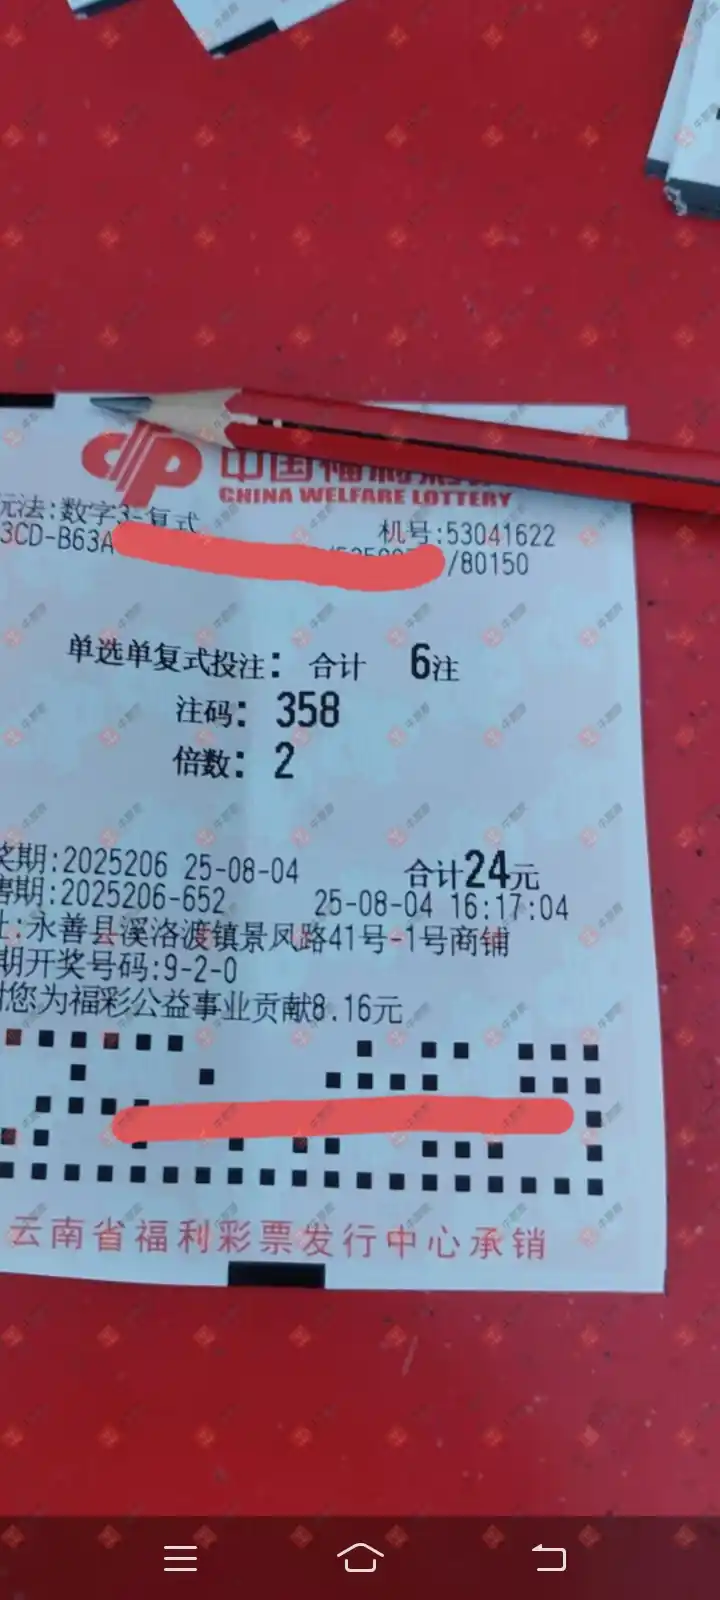 中国福利彩
CHINA WELFARE LOTTERY
玩法:数字3-复式
机号:53041622
3CD-B63A
/80150
单选单复式投注: 合计 6注
注码: 358
倍数: 2
奖期:2025206 25-08-04 合计24元
售期:2025206-652 25-08-04 16:17:04
址:永善县溪洛渡镇景凤路41号-1号商铺
期开奖号码:9-2-0
谢您为福彩公益事业贡献8.16元
云南省福利彩票发行中心承销